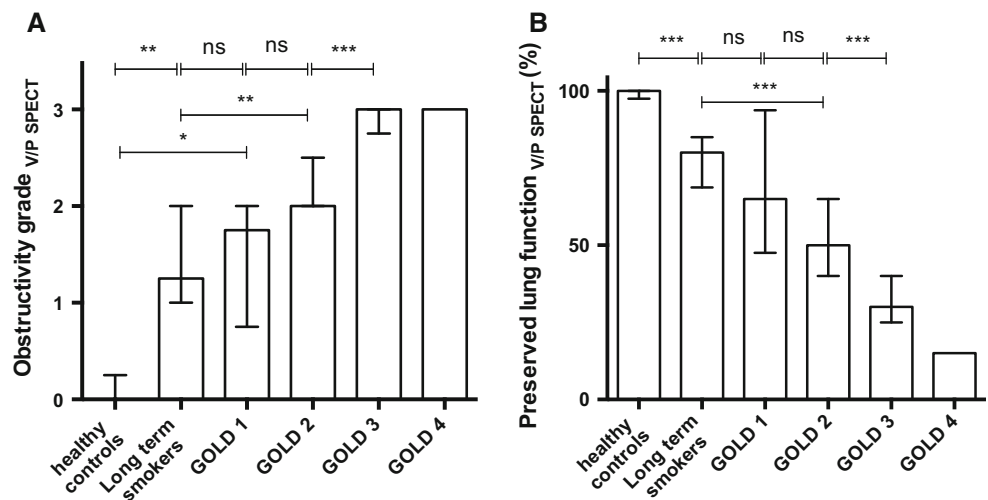 A
** ns ns ***
**
*
3
2
1
0
Obstructivity grade V/P SPECT
healthy controls
Long term smokers
GOLD 1
GOLD 2
GOLD 3
GOLD 4
B
*** ns ns ***
***
100
50
0
Preserved lung function V/P SPECT (%)
healthy controls
Long term smokers
GOLD 1
GOLD 2
GOLD 3
GOLD 4